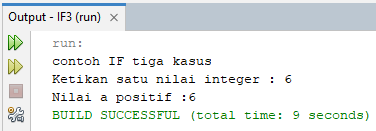 Output - IF3 (run) ×
run:
contoh IF tiga kasus
Ketikan satu nilai integer : 6
Nilai a positif :6
BUILD SUCCESSFUL (total time: 9 seconds)